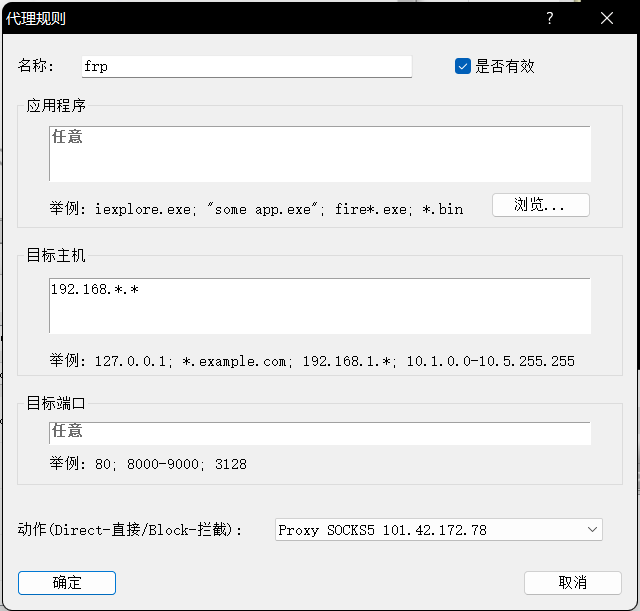 代理规则
名称: frp 是否有效
应用程序
任意
举例: iexplore.exe; "some app.exe"; fire*.exe; *.bin 浏览...
目标主机
192.168.*.*
举例: 127.0.0.1; *.example.com; 192.168.1.*; 10.1.0.0-10.5.255.255
目标端口
任意
举例: 80; 8000-9000; 3128
动作(Direct-直接/Block-拦截): Proxy SOCKS5 101.42.172.78
确定 取消